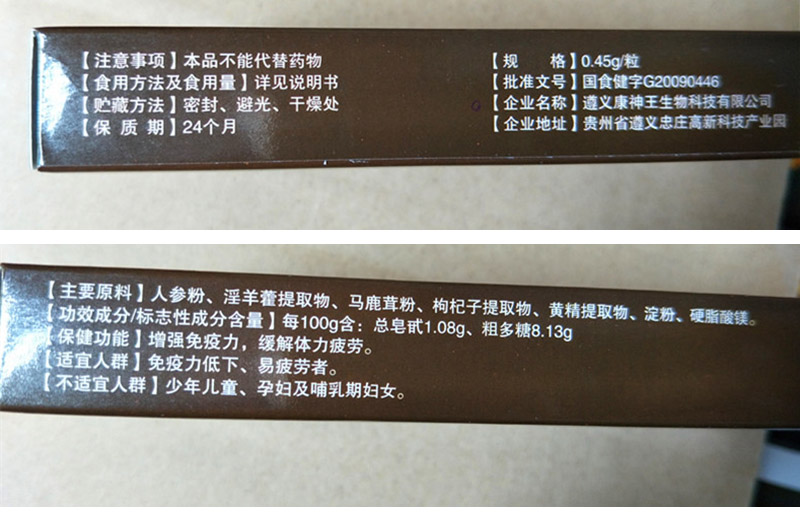 【注意事项】本品不能代替药物
【食用方法及食用量】详见说明书
【贮藏方法】密封、避光、干燥处
【保 质 期】24个月
【规 格】0.45g/粒
【批准文号】国食健字G20090446
【企业名称】遵义康神王生物科技有限公司
【企业地址】贵州省遵义忠庄高新科技产业园
【主要原料】人参粉、淫羊藿提取物、马鹿茸粉、枸杞子提取物、黄精提取物、淀粉、硬脂酸镁。
【功效成分/标志性成分含量】每100g含：总皂甙1.08g、粗多糖8.13g
【保健功能】增强免疫力，缓解体力疲劳。
【适宜人群】免疫力低下、易疲劳者。
【不适宜人群】少年儿童、孕妇及哺乳期妇女。